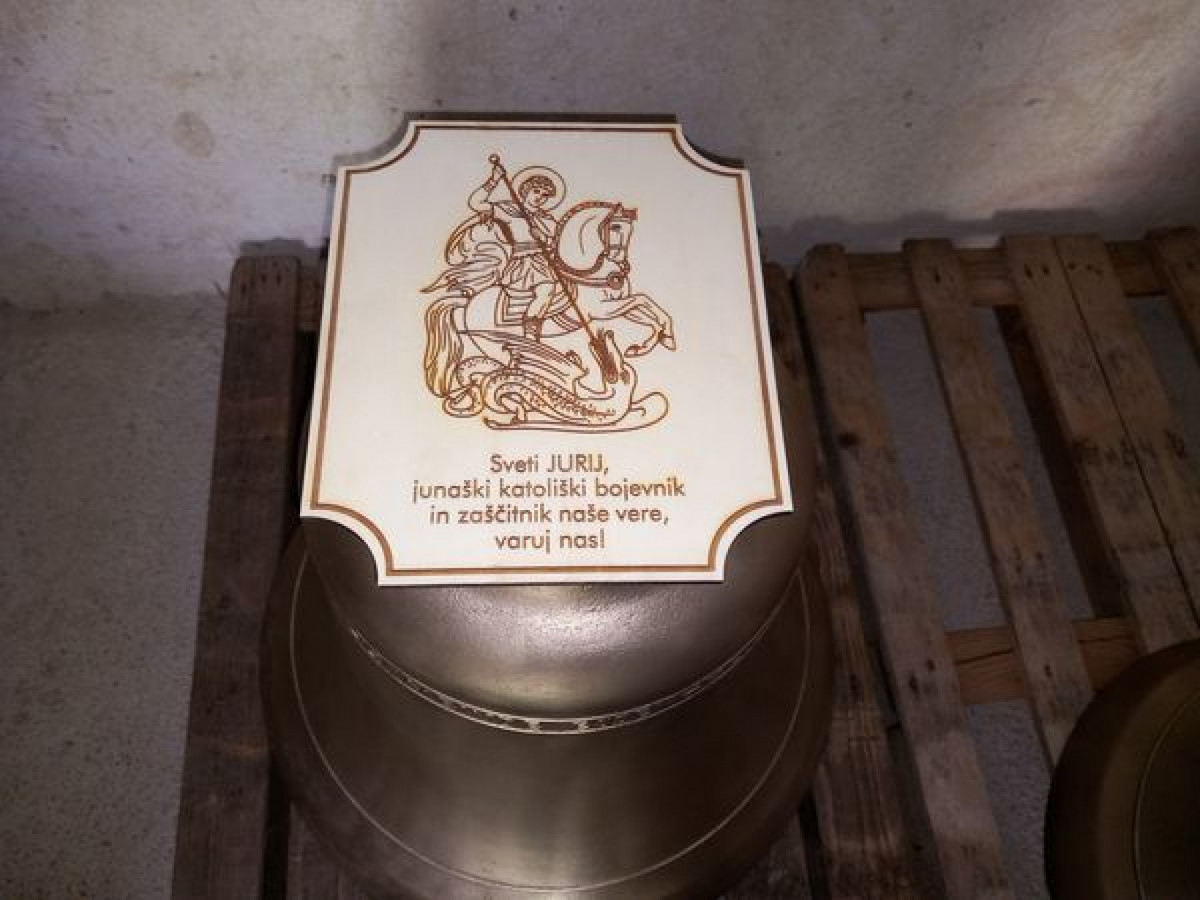 Sveti JURIJ,
junaški katoliški bojevnik
in zaščitnik naše vere,
varuj nas!